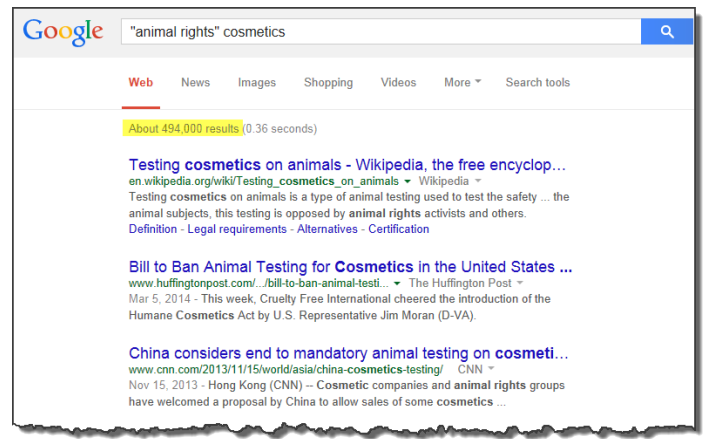 Google "animal rights" cosmetics
Web News Images Shopping Videos More Search tools
About 494,000 results (0.36 seconds)
Testing cosmetics on animals - Wikipedia, the free encyclop...
en.wikipedia.org/wiki/Testing_cosmetics_on_animals Wikipedia
Testing cosmetics on animals is a type of animal testing used to test the safety ... the
animal subjects, this testing is opposed by animal rights activists and others.
Definition - Legal requirements - Alternatives - Certification
Bill to Ban Animal Testing for Cosmetics in the United States ...
www.huffingtonpost.com/.../bill-to-ban-animal-testi... The Huffington Post
Mar 5, 2014 - This week, Cruelty Free International cheered the introduction of the
Humane Cosmetics Act by U.S. Representative Jim Moran (D-VA).
China considers end to mandatory animal testing on cosmeti...
www.cnn.com/2013/11/15/world/asia/china-cosmetics-testing/ CNN
Nov 15, 2013 - Hong Kong (CNN) -- Cosmetic companies and animal rights groups
have welcomed a proposal by China to allow sales of some cosmetics ...